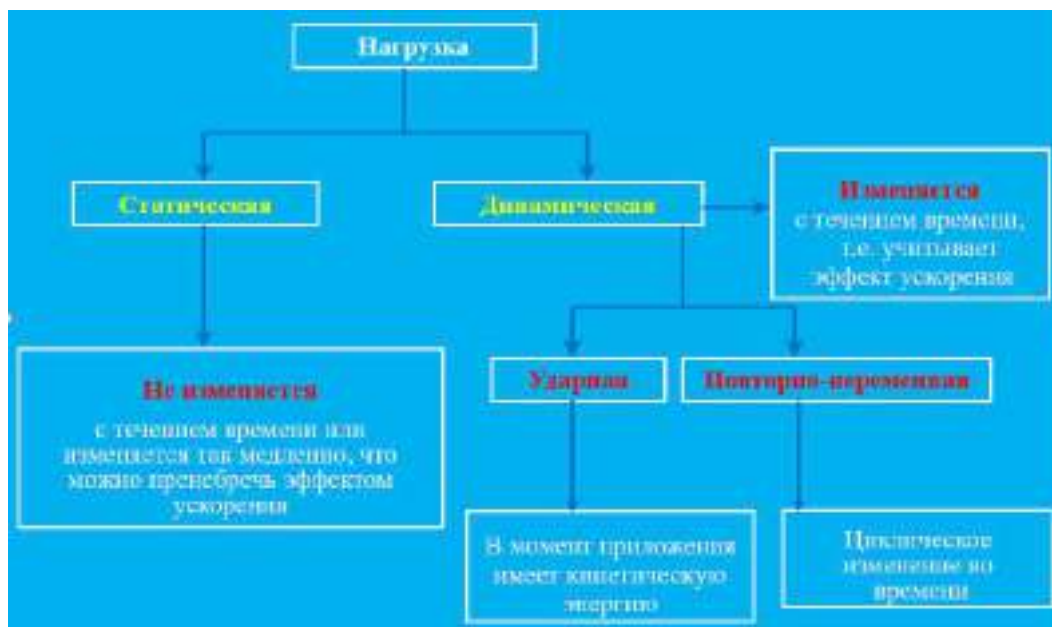 Нагрузка
Статическая
Динамическая
Изменяется
с течением времени,
т.е. учитывает
эффект ускорения
Не изменяется
с течением времени или
изменяется так медленно, что
можно пренебречь эффектом
ускорения
Ударная
Повторно-переменная
В момент приложения
имеет кинетическую
энергию
Циклическое
изменение во
времени